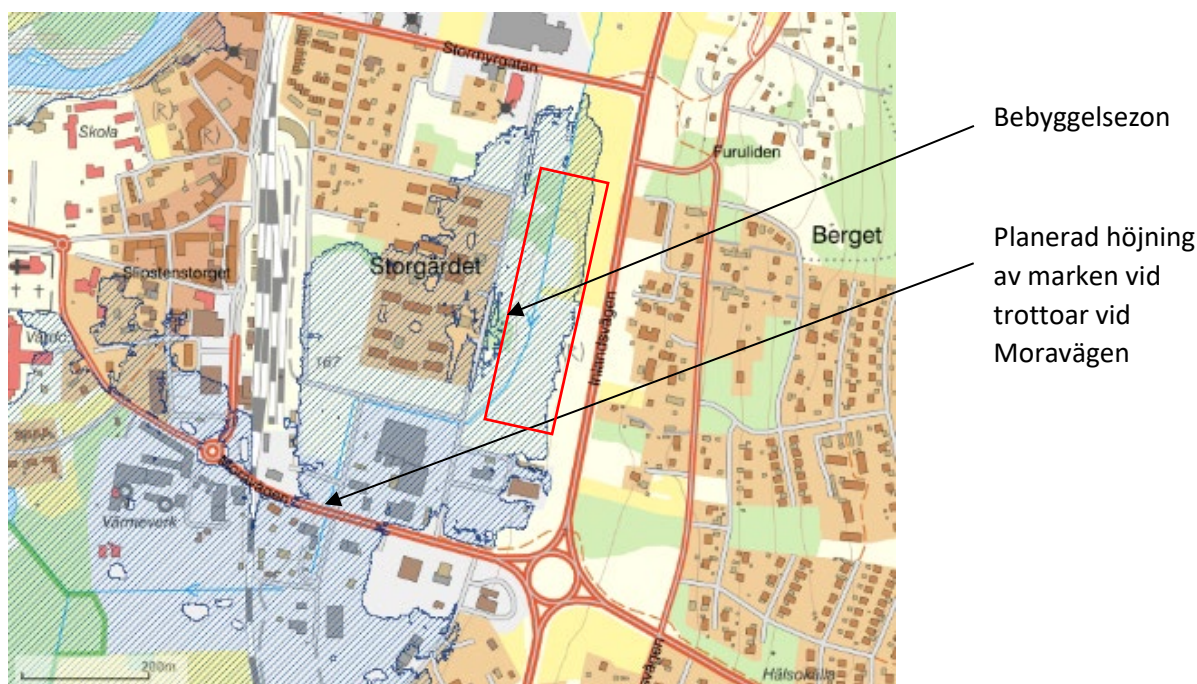 Stormyrgatan
Skola
Furuliden
Bebyggelsezon
Berget
Storgärdet
Slipstenstorget
Planerad höjning
av marken vid
trottoar vid
Moravägen
Inlandsvägen
167
Moravägen
Värmeverk
200m
Hälsokälla